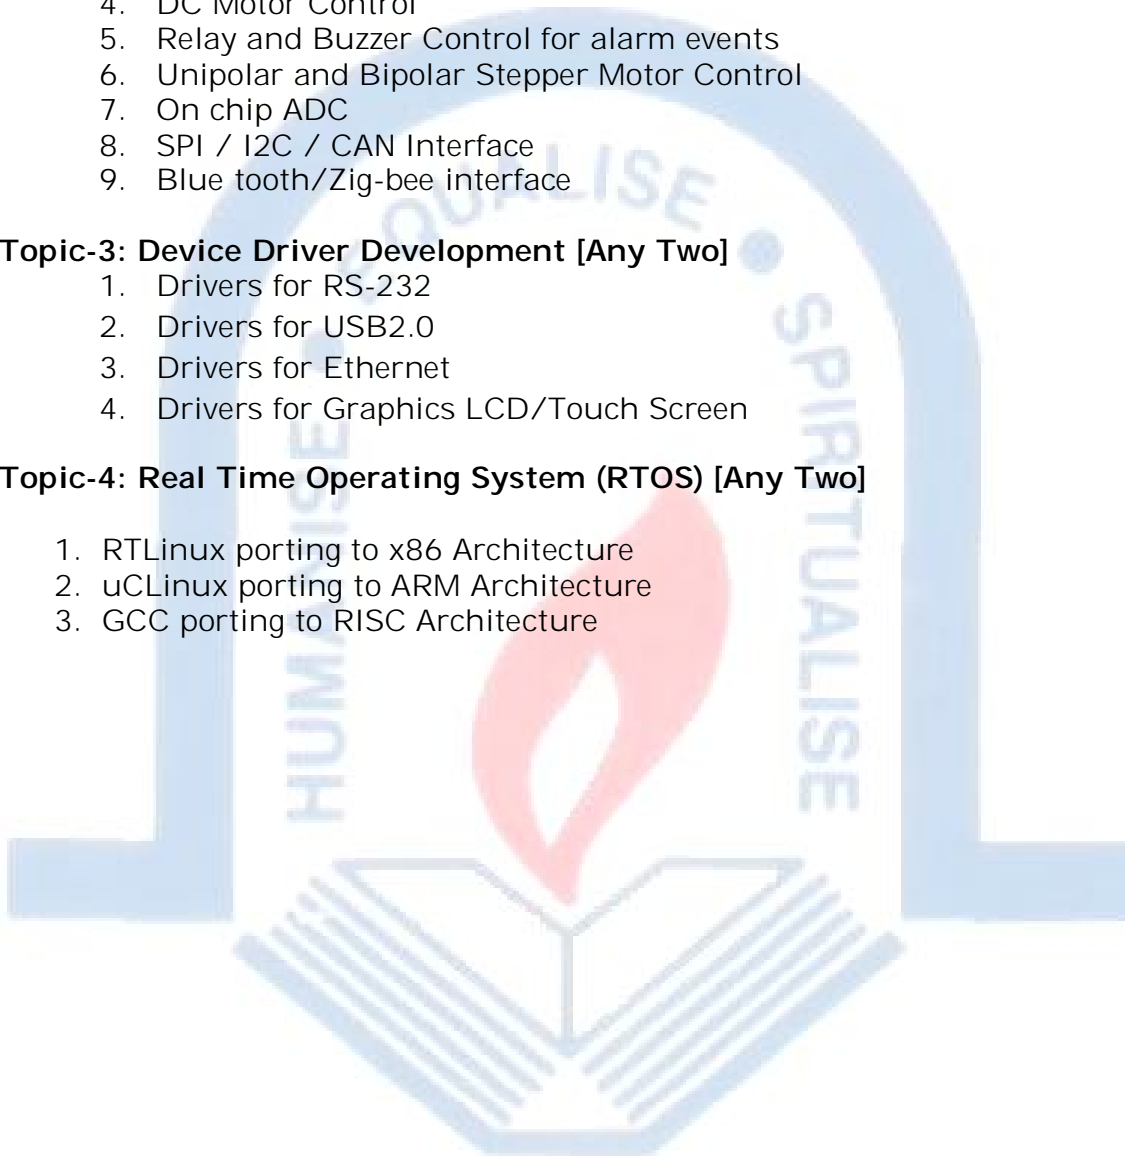 4. DC Motor Control
5. Relay and Buzzer Control for alarm events
6. Unipolar and Bipolar Stepper Motor Control
7. On chip ADC
8. SPI / I2C / CAN Interface
9. Blue tooth/Zig-bee interface
Topic-3: Device Driver Development [Any Two]
1. Drivers for RS-232
2. Drivers for USB2.0
3. Drivers for Ethernet
4. Drivers for Graphics LCD/Touch Screen
Topic-4: Real Time Operating System (RTOS) [Any Two]
1. RTLinux porting to x86 Architecture
2. uCLinux porting to ARM Architecture
3. GCC porting to RISC Architecture
HUMANISE • EQUALISE • SPIRITUALISE